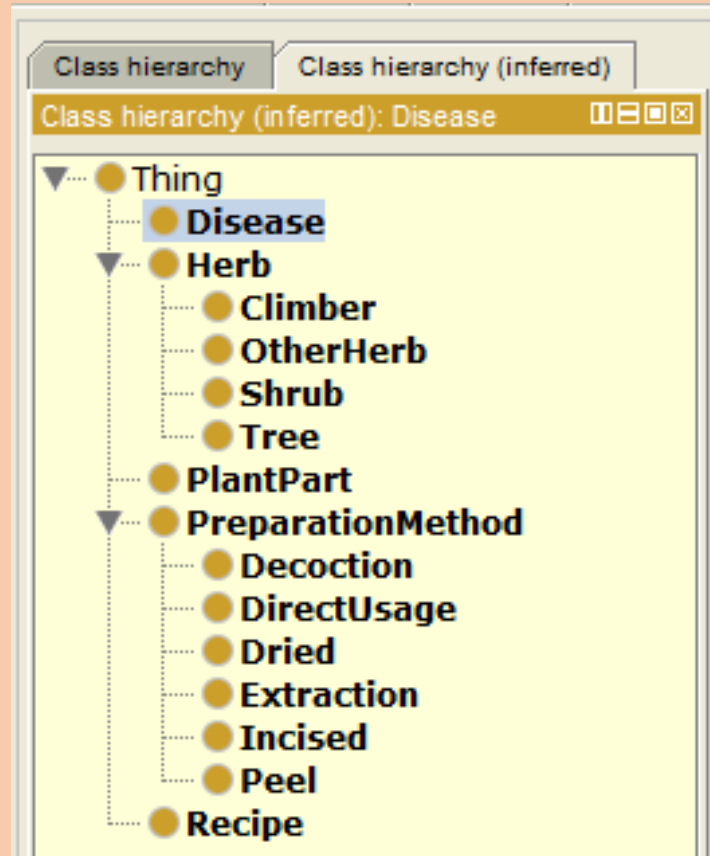 Class hierarchy Class hierarchy (inferred)
Class hierarchy (inferred): Disease
Thing
Disease
Herb
Climber
OtherHerb
Shrub
Tree
PlantPart
PreparationMethod
Decoction
DirectUsage
Dried
Extraction
Incised
Peel
Recipe